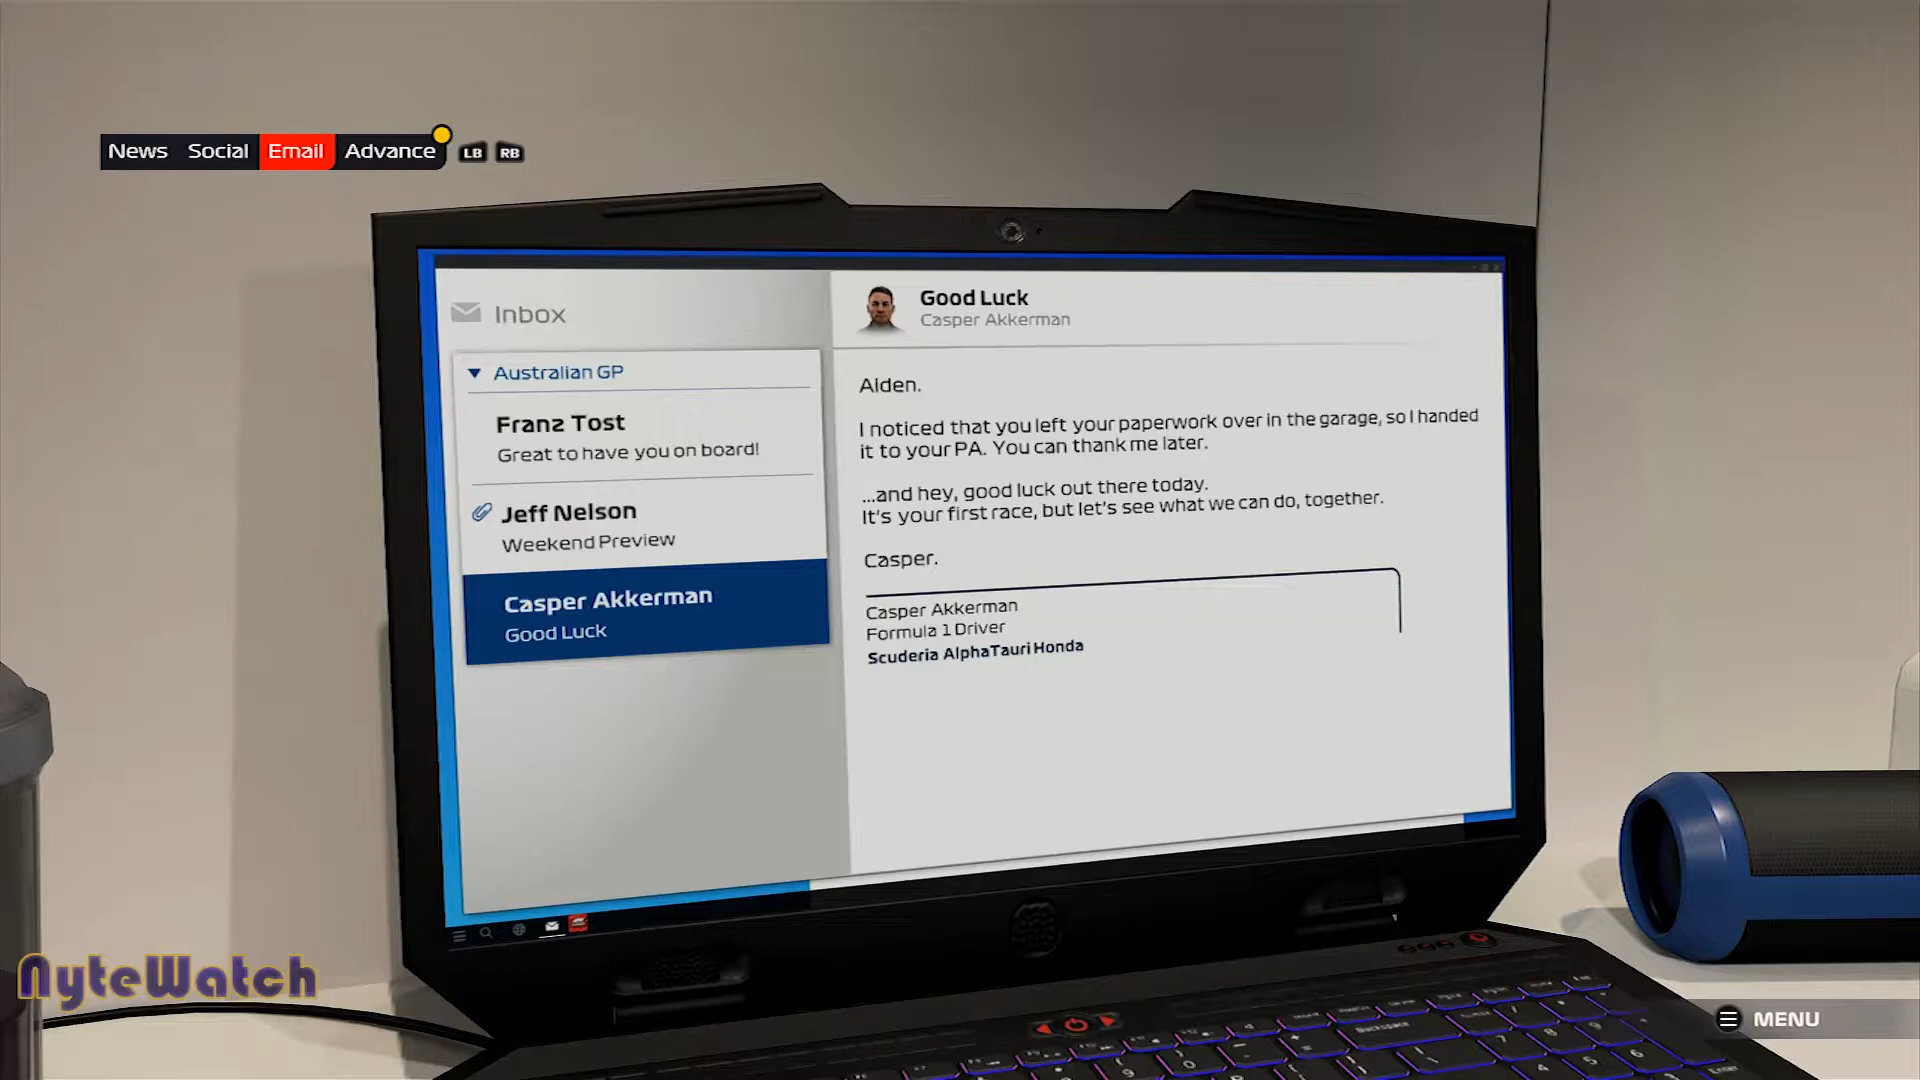 News Social Email Advance LB RB
Inbox
Australian GP
Franz Tost
Great to have you on board!
Jeff Nelson
Weekend Preview
Casper Akkerman
Good Luck
Good Luck
Casper Akkerman
Aiden.
I noticed that you left your paperwork over in the garage, so I handed
it to your PA. You can thank me later.
...and hey, good luck out there today.
It's your first race, but let's see what we can do, together.
Casper.
Casper Akkerman
Formula 1 Driver
Scuderia AlphaTauri Honda
NyteWatch
MENU
Backspace